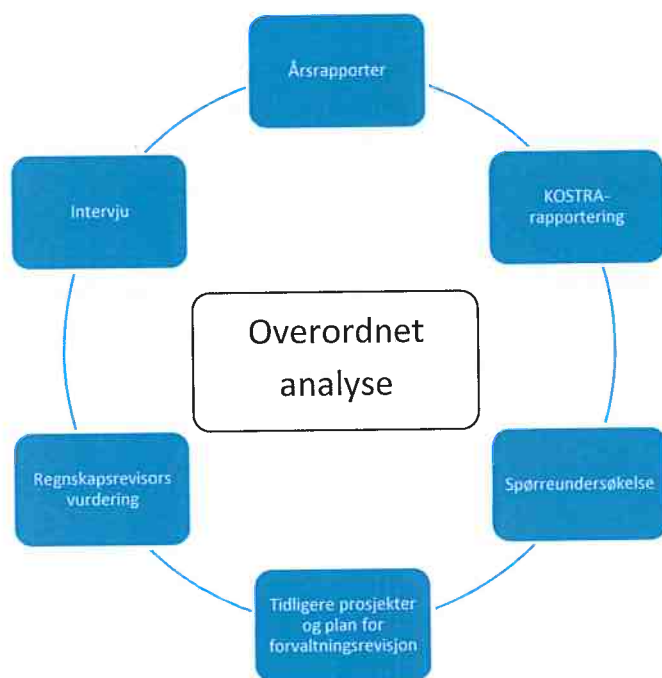 Årsrapporter
KOSTRA-
rapportering
Intervju
Overordnet
analyse
Regnskapsrevisors
vurdering
Spørreundersøkelse
Tidligere prosjekter
og plan for
forvaltningsrevisjon